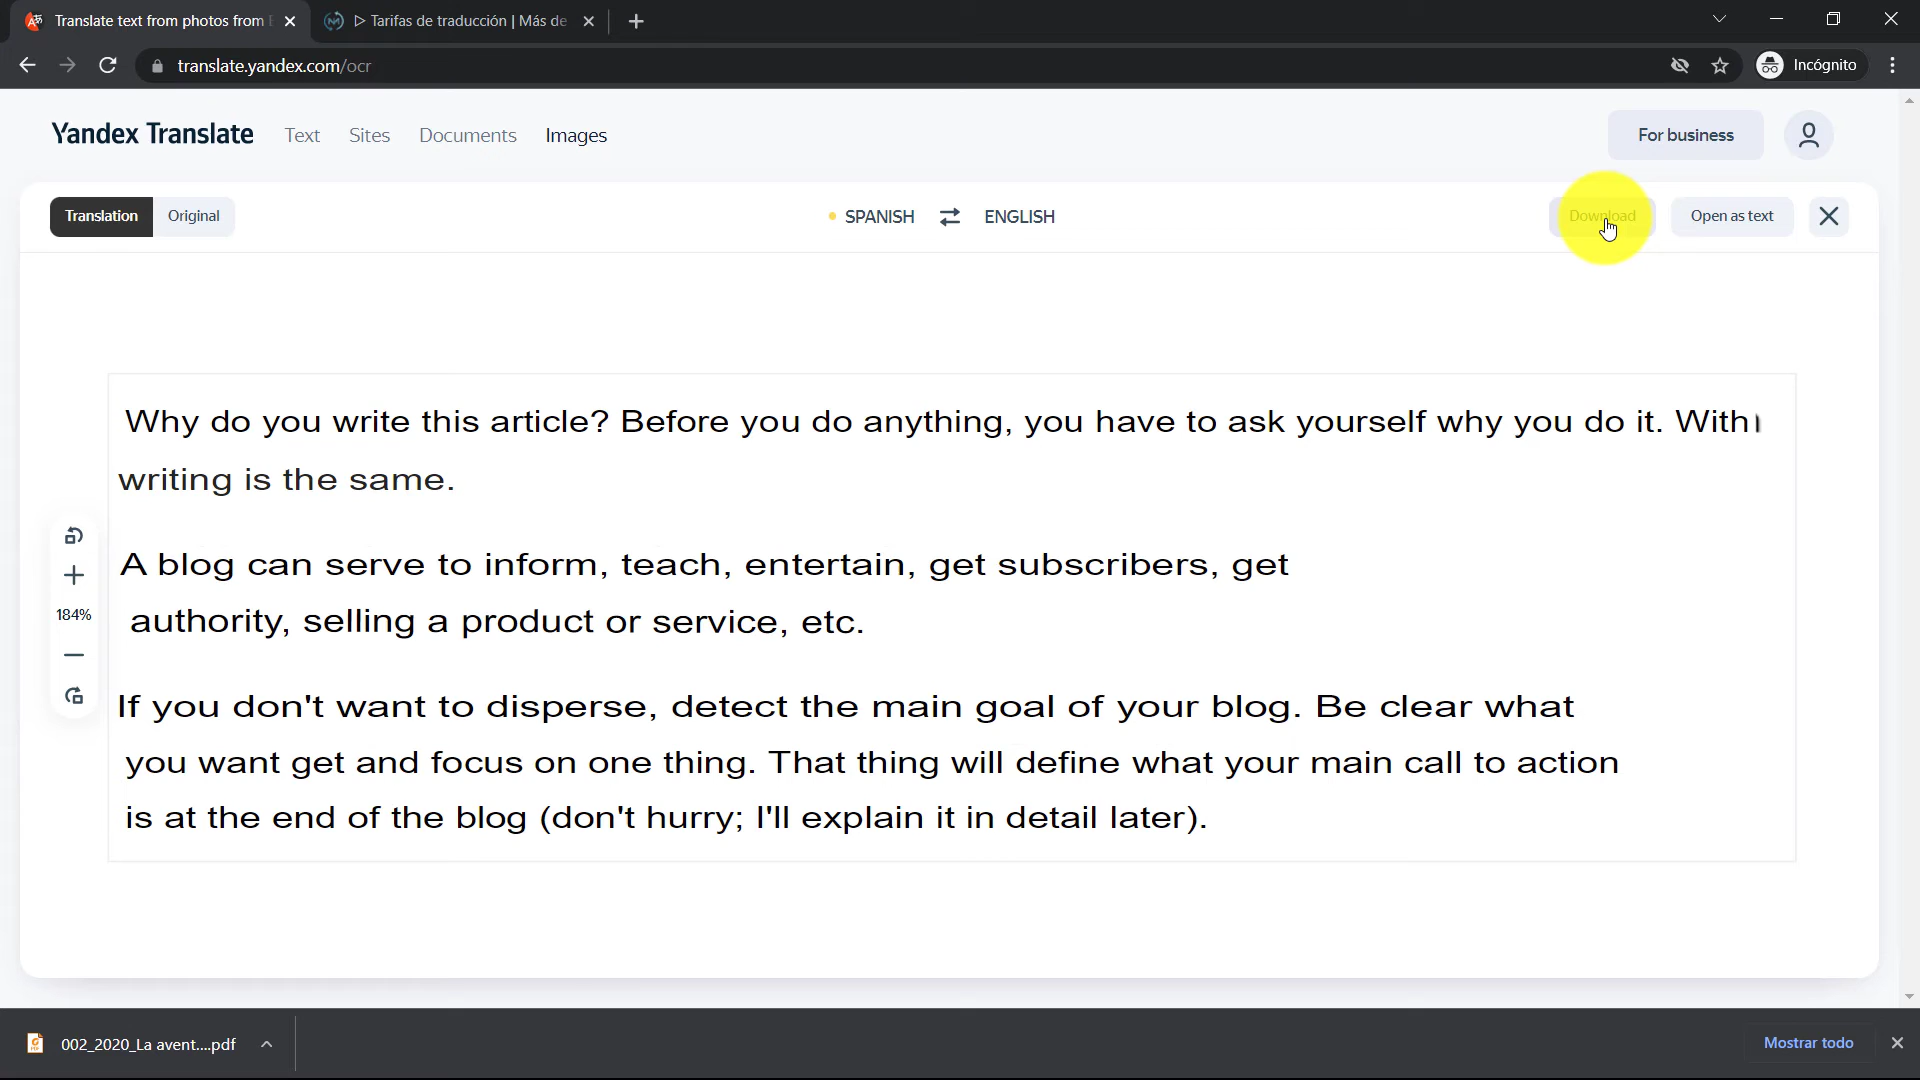 Translate text from photos from
▷ Tarifas de traducción | Más de
translate.yandex.com/ocr
Incógnito
Yandex Translate Text Sites Documents Images
For business
Translation Original
SPANISH ENGLISH
Download Open as text
Why do you write this article? Before you do anything, you have to ask yourself why you do it. With
writing is the same.
A blog can serve to inform, teach, entertain, get subscribers, get
authority, selling a product or service, etc.
184%
If you don't want to disperse, detect the main goal of your blog. Be clear what
you want get and focus on one thing. That thing will define what your main call to action
is at the end of the blog (don't hurry; I'll explain it in detail later).
002_2020_La avent....pdf
Mostrar todo